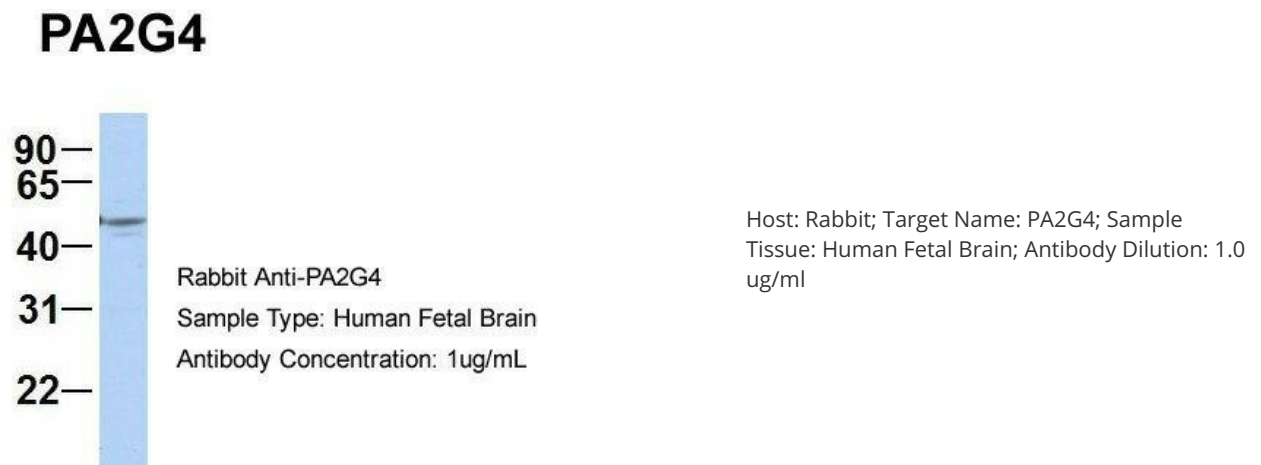 PA2G4
90
65
40
31
22
Rabbit Anti-PA2G4
Sample Type: Human Fetal Brain
Antibody Concentration: 1ug/mL
Host: Rabbit; Target Name: PA2G4; Sample
Tissue: Human Fetal Brain; Antibody Dilution: 1.0
ug/ml